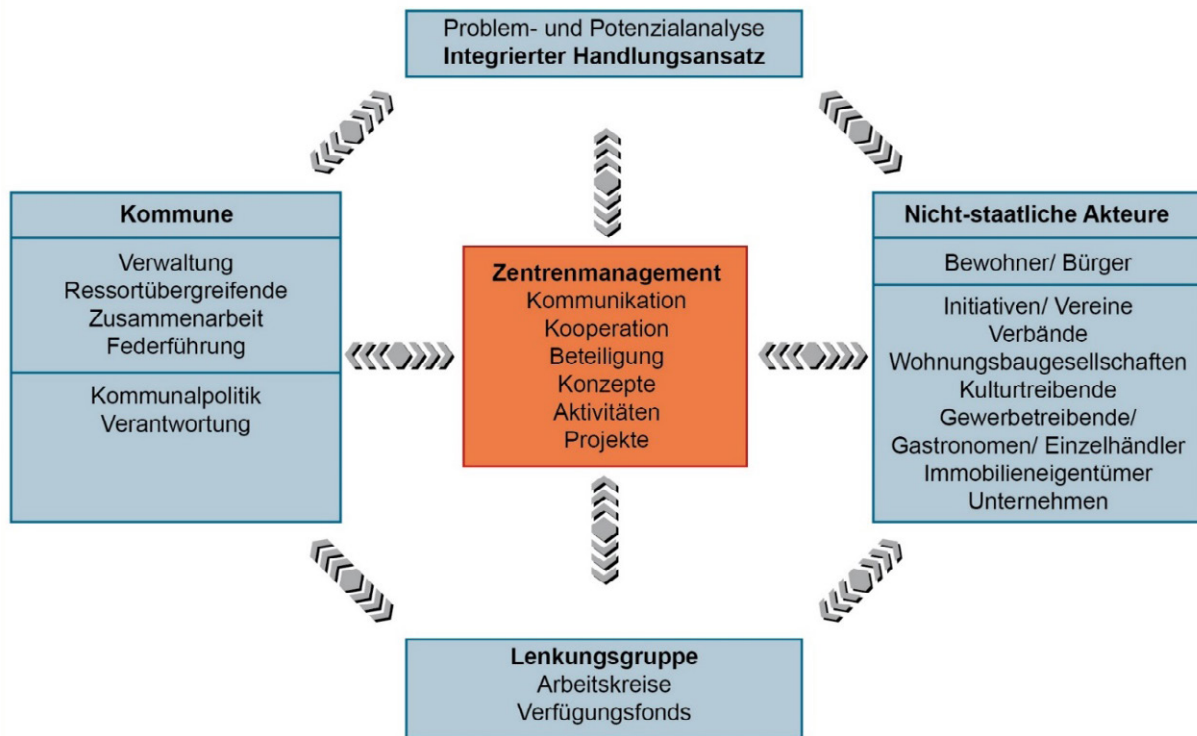 Problem- und Potenzialanalyse
Integrierter Handlungsansatz
Kommune
Verwaltung
Ressortübergreifende
Zusammenarbeit
Federführung
Kommunalpolitik
Verantwortung
Zentrenmanagement
Kommunikation
Kooperation
Beteiligung
Konzepte
Aktivitäten
Projekte
Nicht-staatliche Akteure
Bewohner/ Bürger
Initiativen/ Vereine
Verbände
Wohnungsbaugesellschaften
Kulturtreibende
Gewerbetreibende/
Gastronomen/ Einzelhändler
Immobilieneigentümer
Unternehmen
Lenkungsgruppe
Arbeitskreise
Verfügungsfonds